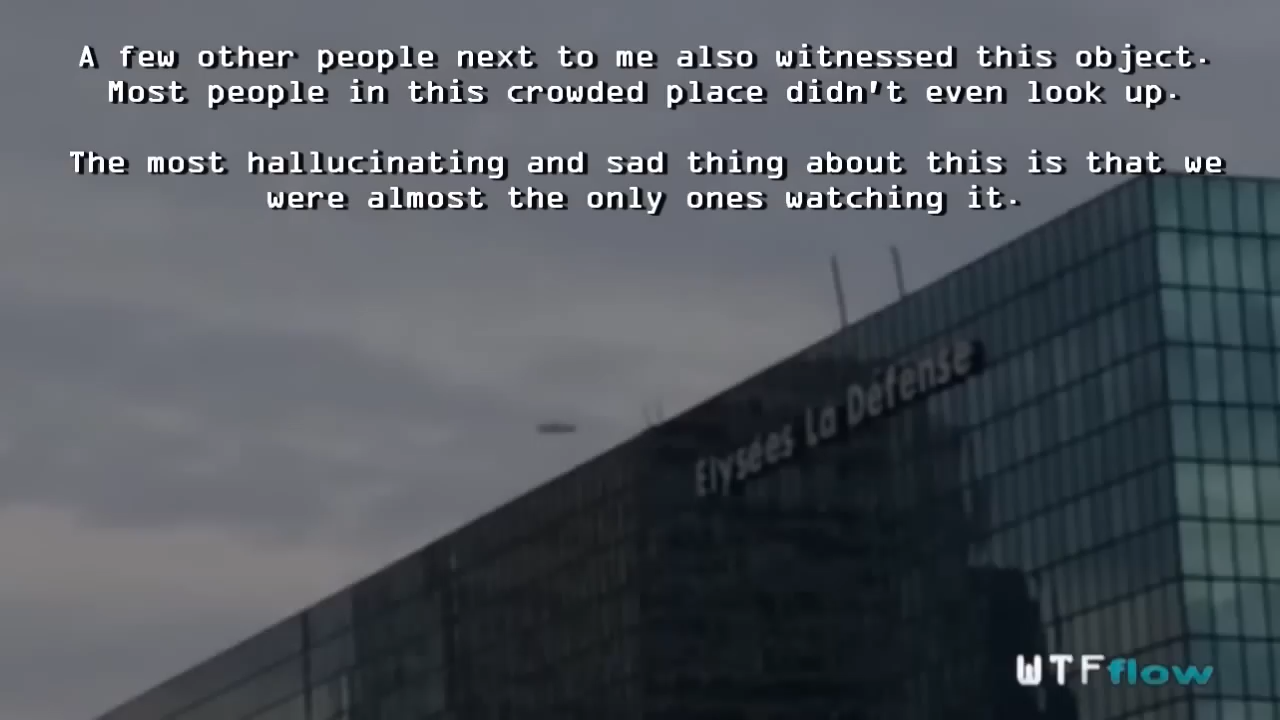 A few other people next to me also witnessed this object.
Most people in this crowded place didn't even look up.
The most hallucinating and sad thing about this is that we
were almost the only ones watching it.
Elysées La Défense
WTFflow